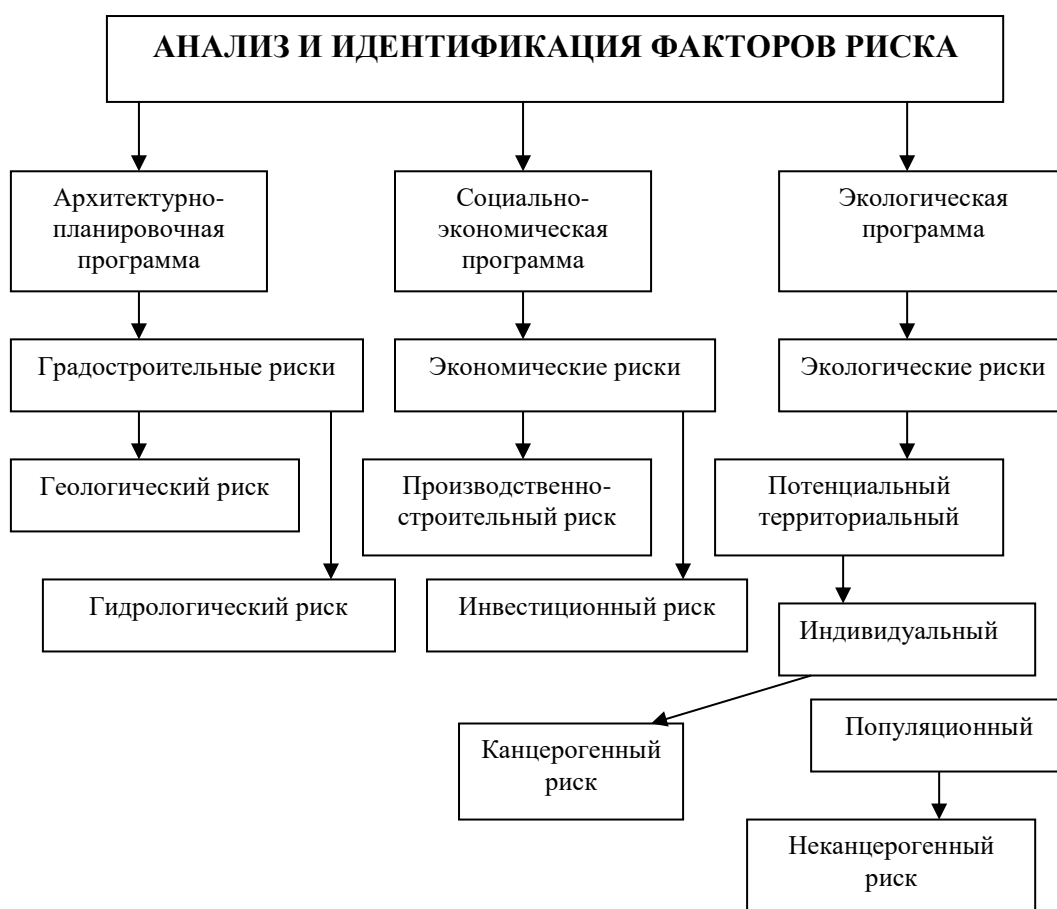 АНАЛИЗ И ИДЕНТИФИКАЦИЯ ФАКТОРОВ РИСКА
Архитектурно-
планировочная
программа
Социально-
экономическая
программа
Экологическая
программа
Градостроительные риски
Экономические риски
Экологические риски
Геологический риск
Производственно-
строительный риск
Потенциальный
территориальный
Гидрологический риск
Инвестиционный риск
Индивидуальный
Канцерогенный
риск
Популяционный
Неканцерогенный
риск